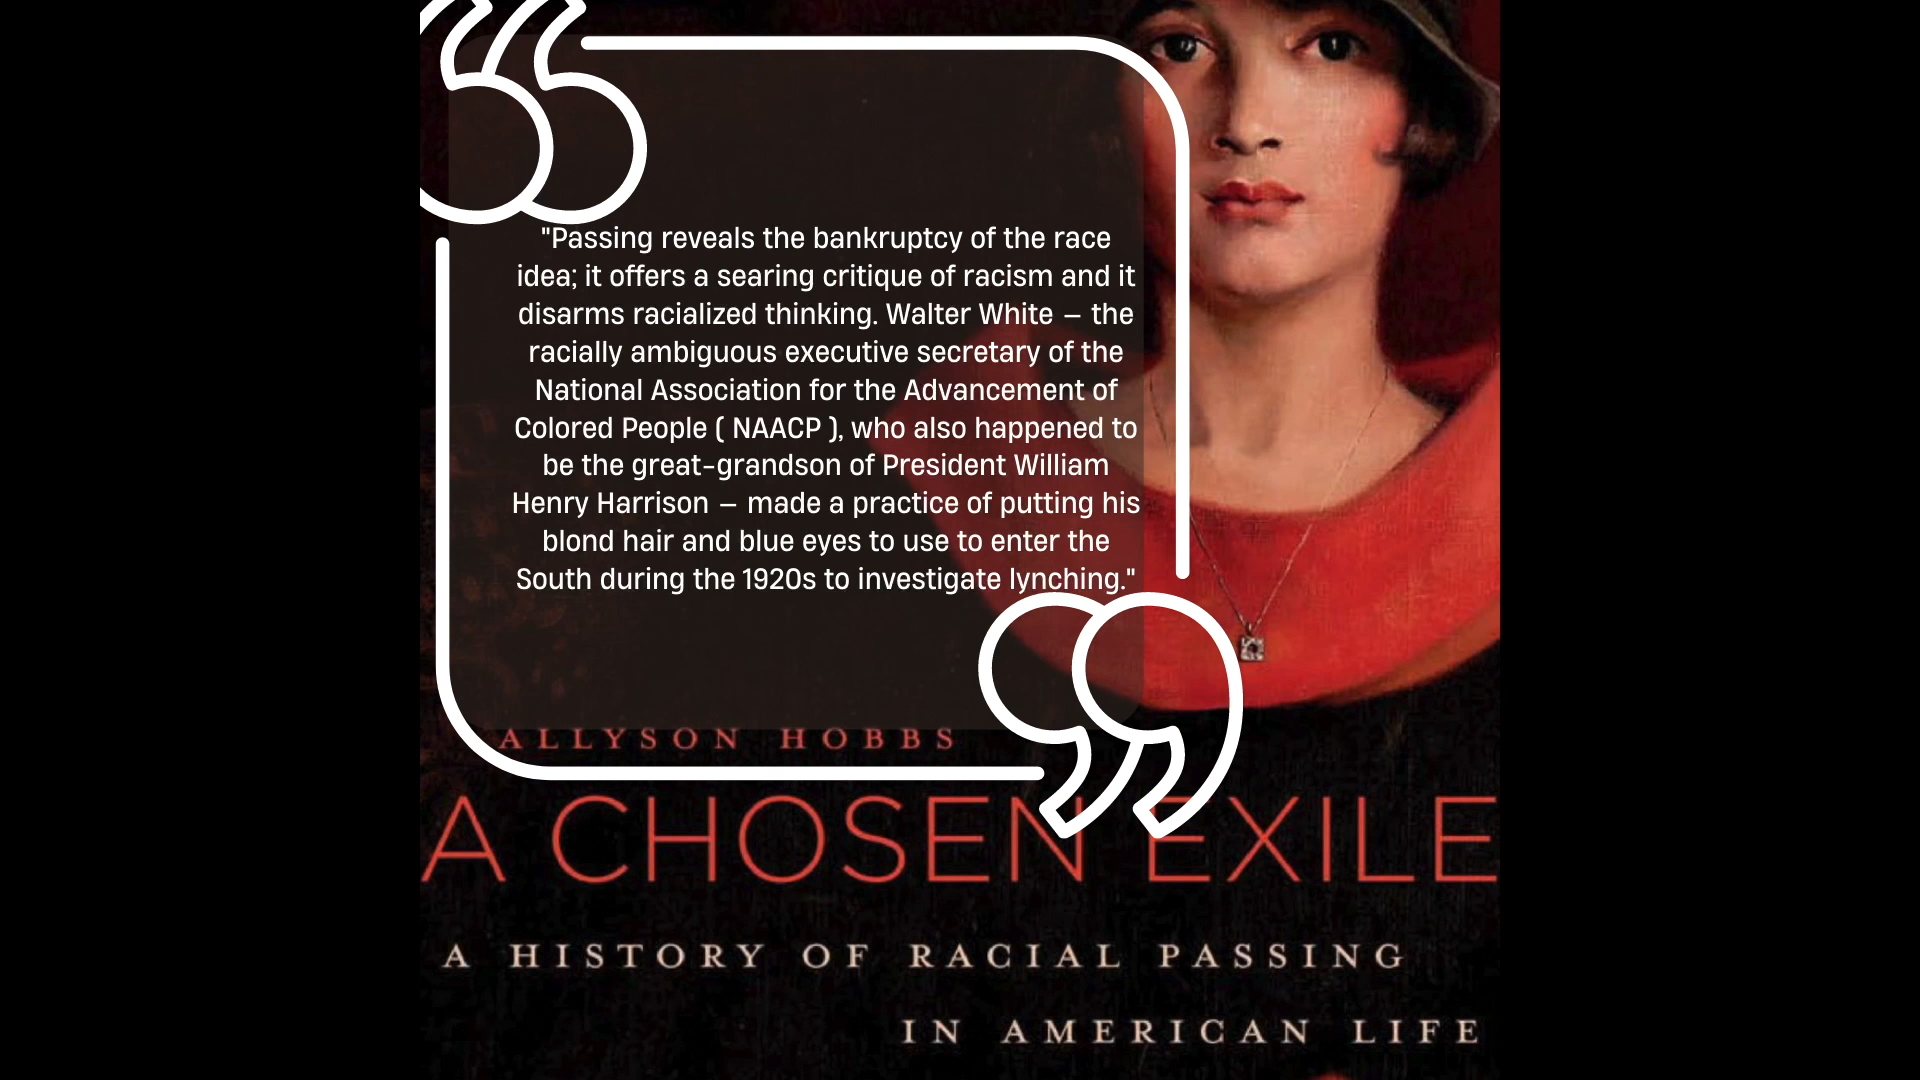 "Passing reveals the bankruptcy of the race
idea; it offers a searing critique of racism and it
disarms racialized thinking. Walter White – the
racially ambiguous executive secretary of the
National Association for the Advancement of
Colored People ( NAACP ), who also happened to
be the great-grandson of President William
Henry Harrison – made a practice of putting his
blond hair and blue eyes to use to enter the
South during the 1920s to investigate lynching."
ALLYSON HOBBS
A CHOSEN EXILE
A HISTORY OF RACIAL PASSING
IN AMERICAN LIFE